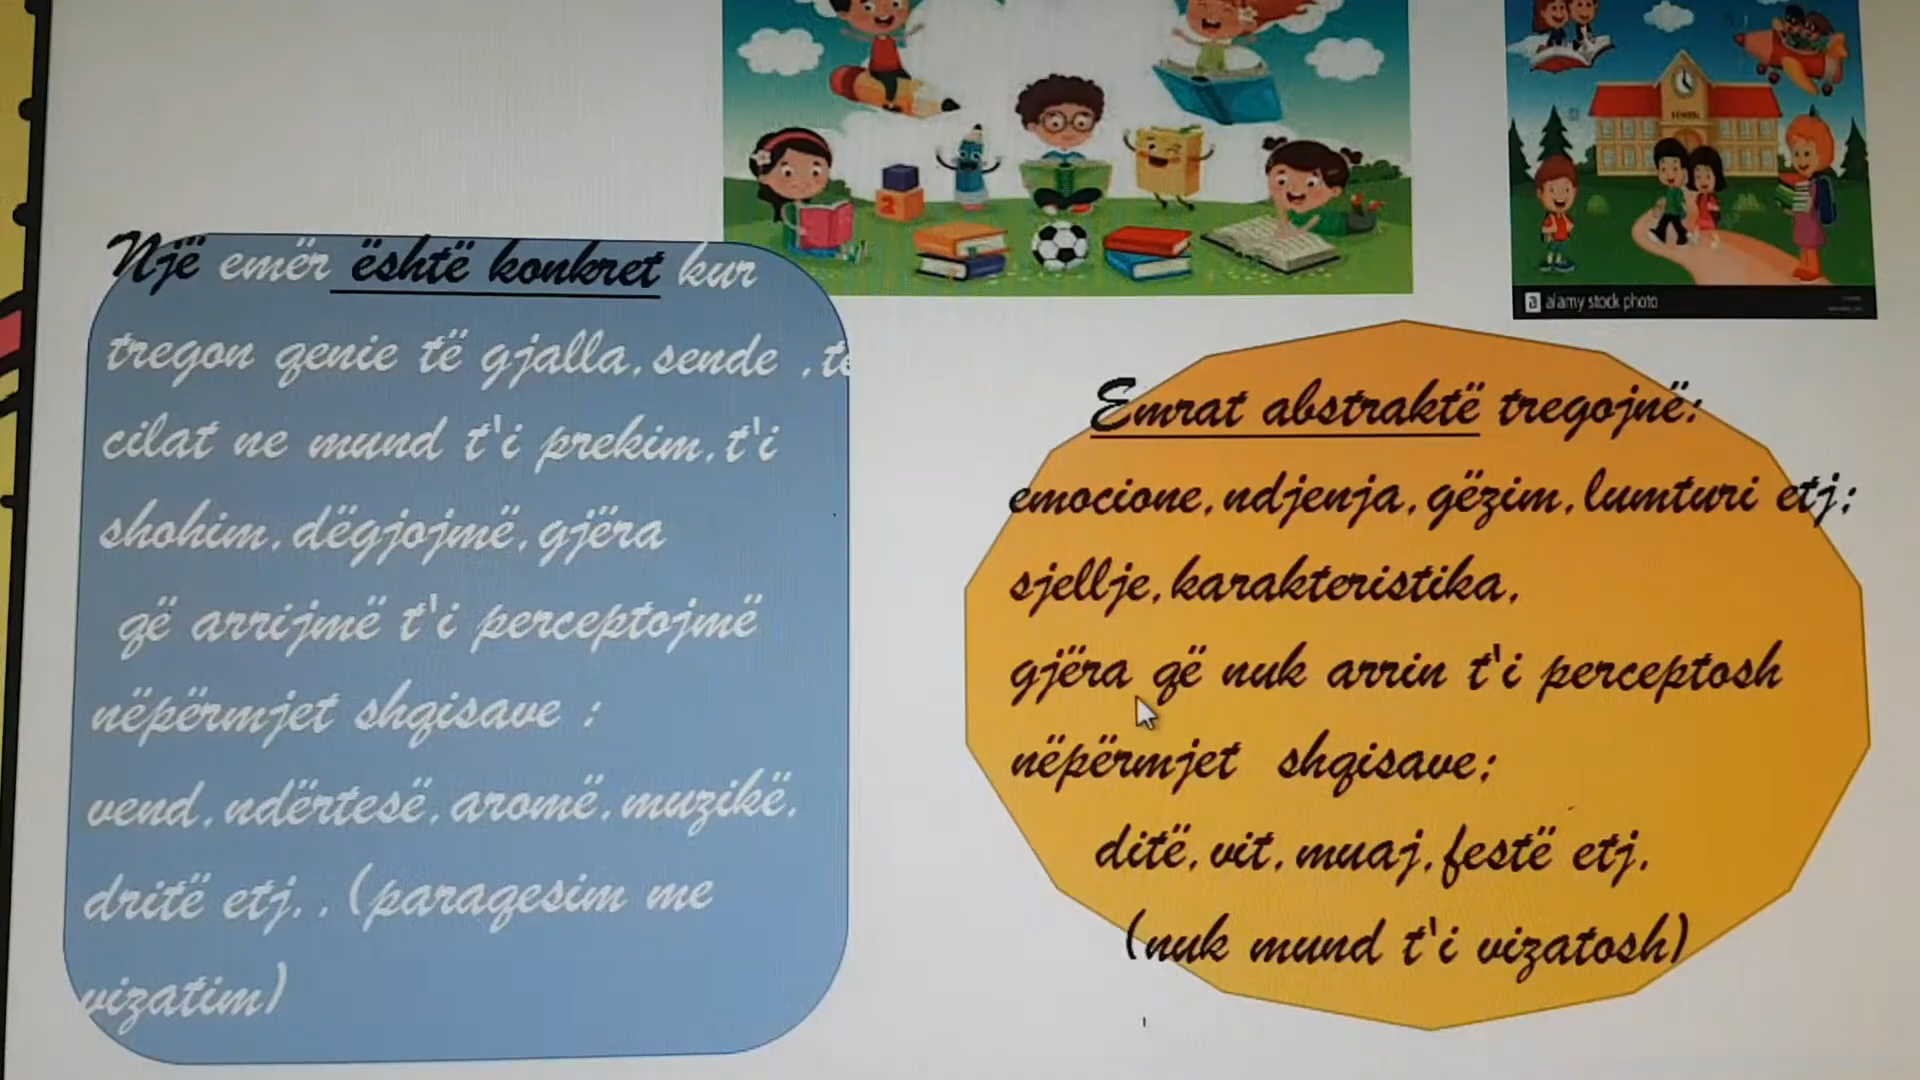 SCHOOL
2
a alamy stock photo
Një emër është konkret kur
tregon qenie të gjalla,sende ,të
cilat ne mund t'i prekim,t'i
shohim,dëgjojmë,gjëra
që arrijmë t'i perceptojmë
nëpërmjet shqisave :
vend,ndërtesë,aromë,muzikë,
dritë etj. ,(paraqesim me
vizatim)
Emrat abstraktë tregojnë:
emocione,ndjenja,gëzim,lumturi etj;
sjellje,karakteristika,
gjëra që nuk arrin t'i perceptosh
nëpërmjet shqisave;
ditë,vit,muaj,festë etj.
(nuk mund t'i vizatosh)